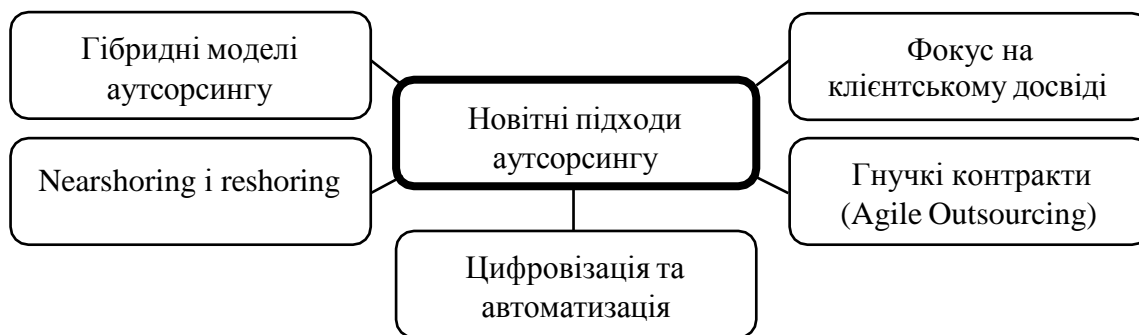 Гібридні моделі
аутсорсингу
Фокус на
клієнтському досвіді
Новітні підходи
аутсорсингу
Nearshoring і reshoring
Гнучкі контракти
(Agile Outsourcing)
Цифровізація та
автоматизація